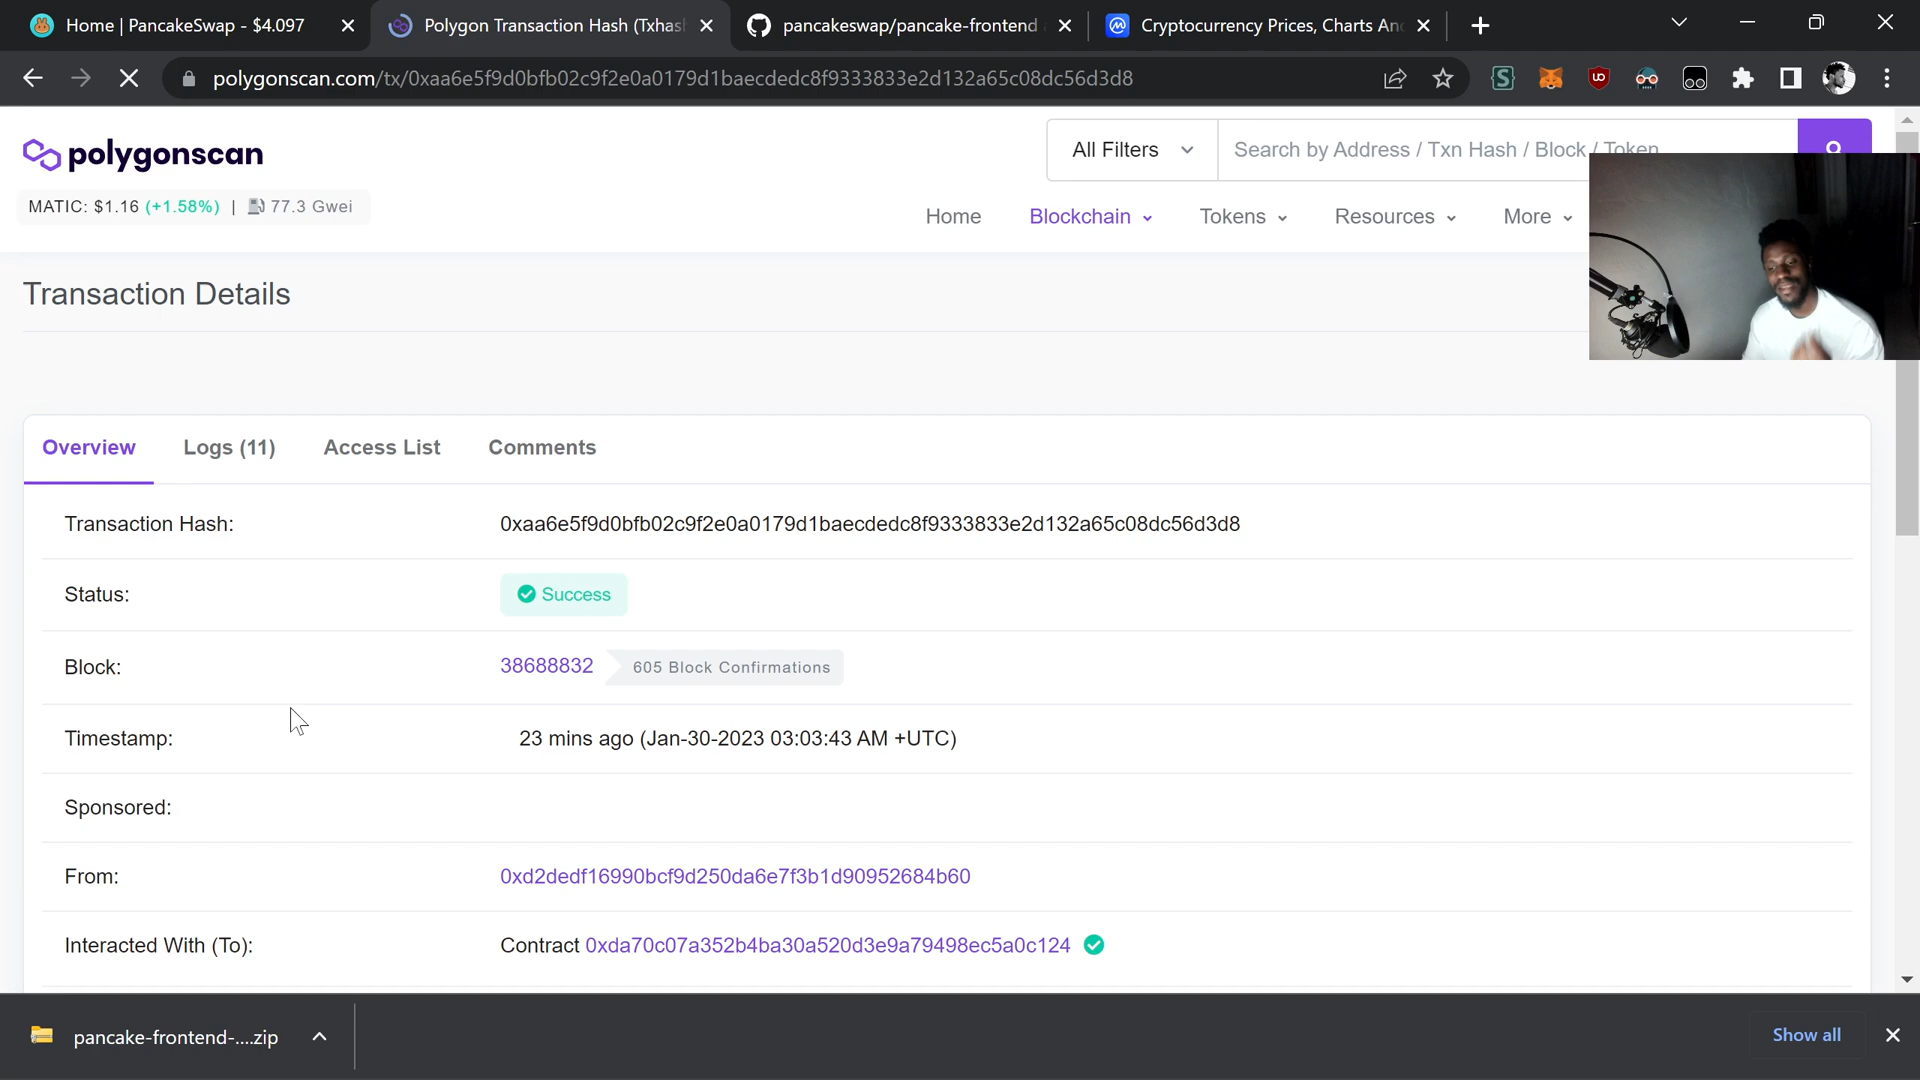 Home | PancakeSwap - $4.097
Polygon Transaction Hash (Txhas
pancakeswap/pancake-frontend
Cryptocurrency Prices, Charts An
polygonscan.com/tx/0xaa6e5f9d0bfb02c9f2e0a0179d1baecdedc8f9333833e2d132a65c08dc56d3d8
polygonscan
All Filters
Search by Address / Txn Hash / Block / Token
MATIC: $1.16 (+1.58%) | 77.3 Gwei
Home Blockchain Tokens Resources More
Transaction Details
Overview Logs (11) Access List Comments
Transaction Hash: 0xaa6e5f9d0bfb02c9f2e0a0179d1baecdedc8f9333833e2d132a65c08dc56d3d8
Status: Success
Block: 38688832 605 Block Confirmations
Timestamp: 23 mins ago (Jan-30-2023 03:03:43 AM +UTC)
Sponsored:
From: 0xd2dedf16990bcf9d250da6e7f3b1d90952684b60
Interacted With (To): Contract 0xda70c07a352b4ba30a520d3e9a79498ec5a0c124
pancake-frontend-....zip
Show all